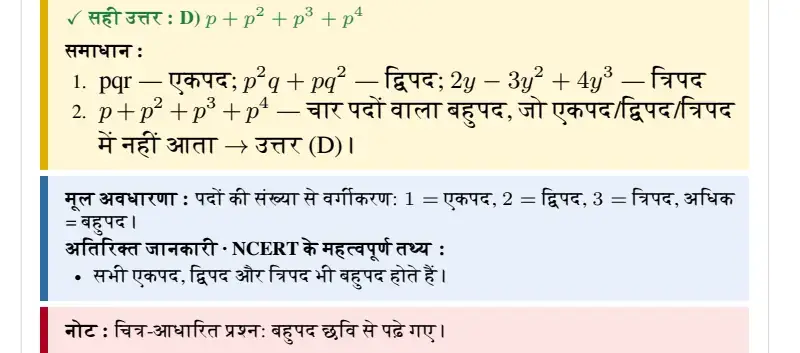 ✓ सही उत्तर : D) p + p² + p³ + p⁴
समाधान :
1. pqr — एकपद; p²q + pq² — द्विपद; 2y − 3y² + 4y³ — त्रिपद
2. p + p² + p³ + p⁴ — चार पदों वाला बहुपद, जो एकपद/द्विपद/त्रिपद
में नहीं आता → उत्तर (D)।
मूल अवधारणा : पदों की संख्या से वर्गीकरण: 1 = एकपद, 2 = द्विपद, 3 = त्रिपद, अधिक
= बहुपद।
अतिरिक्त जानकारी · NCERT के महत्वपूर्ण तथ्य :
• सभी एकपद, द्विपद और त्रिपद भी बहुपद होते हैं।
नोट : चित्र-आधारित प्रश्न: बहुपद छवि से पढ़े गए।